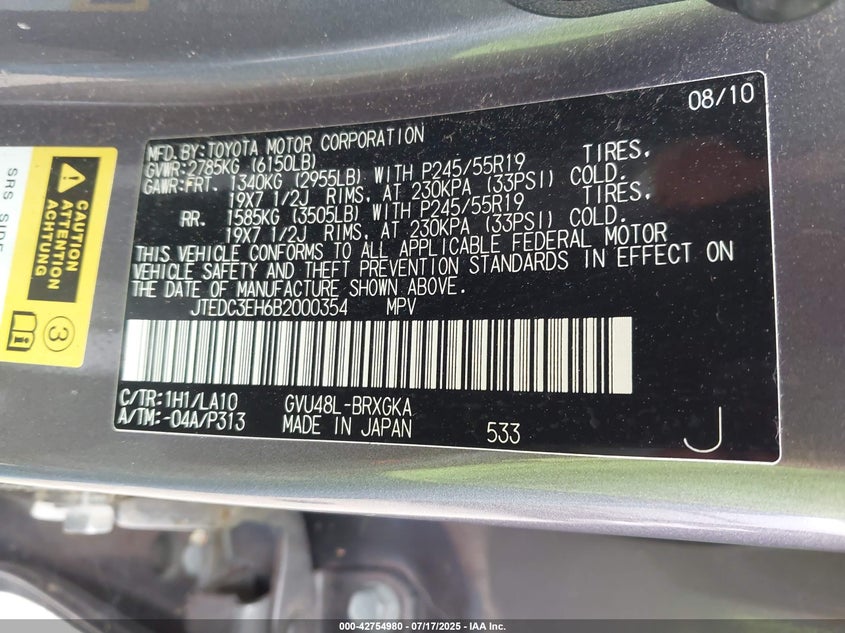 08/10
MFD.BY:TOYOTA MOTOR CORPORATION
GVWR:2785KG (6150LB)
GAWR:FRT. 1340KG (2955LB) WITH P245/55R19 TIRES,
19X7 1/2J RIMS, AT 230KPA (33PSI) COLD.
RR. 1585KG (3505LB) WITH P245/55R19 TIRES,
19X7 1/2J RIMS, AT 230KPA (33PSI) COLD.
THIS VEHICLE CONFORMS TO ALL APPLICABLE FEDERAL MOTOR
VEHICLE SAFETY AND THEFT PREVENTION STANDARDS IN EFFECT ON
THE DATE OF MANUFACTURE SHOWN ABOVE.
JTEDC3EH6B2000354 MPV
C/TR:1H1/LA10 GVU48L-BRXGKA
A/TM:-04A/P313 MADE IN JAPAN 533 J
CAUTION
ATTENTION
ACHTUNG
SRS SIDE
3
000-42754980 - 07/17/2025 - IAA Inc.